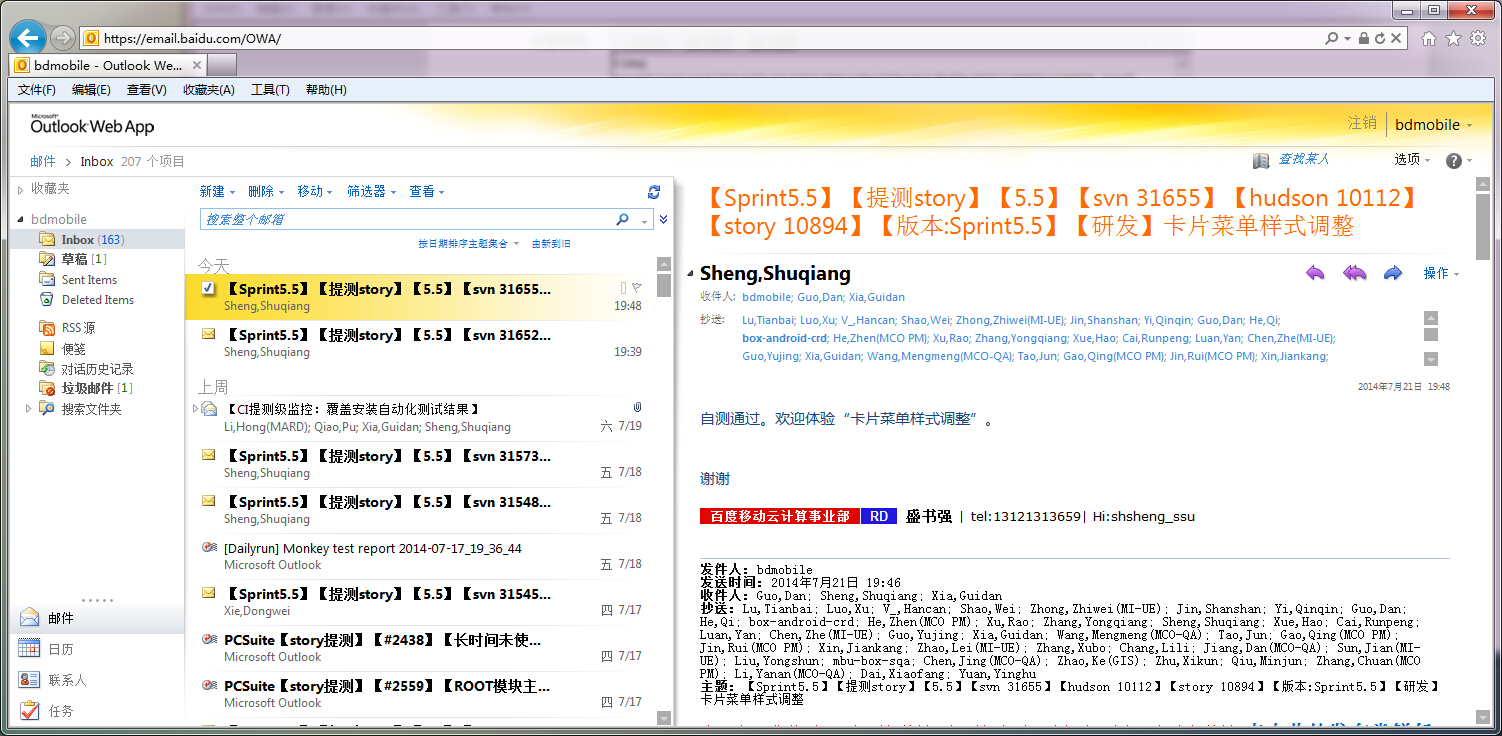 https://email.baidu.com/OWA/
bdmobile - Outlook We...
文件(F) 编辑(E) 查看(V) 收藏夹(A) 工具(T) 帮助(H)
Microsoft®
Outlook Web App
注销 bdmobile
邮件 > Inbox 207 个项目
查找某人 选项
收藏夹
bdmobile
Inbox (163)
草稿 [1]
Sent Items
Deleted Items
RSS 源
便笺
对话历史记录
垃圾邮件 [1]
搜索文件夹
邮件
日历
联系人
任务
新建 删除 移动 筛选器 查看
搜索整个邮箱
按日期排序主题集合 由新到旧
今天
【Sprint5.5】【提测story】【5.5】【svn 31655...
Sheng,Shuqiang 19:48
【Sprint5.5】【提测story】【5.5】【svn 31652...
Sheng,Shuqiang 19:39
上周
【CI提测级监控：覆盖安装自动化测试结果】
Li,Hong(MARD); Qiao,Pu; Xia,Guidan; Sheng,Shuqiang 六 7/19
【Sprint5.5】【提测story】【5.5】【svn 31573...
Sheng,Shuqiang 五 7/18
【Sprint5.5】【提测story】【5.5】【svn 31548...
Sheng,Shuqiang 五 7/18
[Dailyrun] Monkey test report 2014-07-17_19_36_44
Microsoft Outlook 五 7/18
【Sprint5.5】【提测story】【5.5】【svn 31545...
Xie,Dongwei 四 7/17
PCSuite【story提测】【#2438】【长时间未使...
Microsoft Outlook 四 7/17
PCSuite【story提测】【#2559】【ROOT模块主...
Microsoft Outlook 四 7/17
【Sprint5.5】【提测story】【5.5】【svn 31655】【hudson 10112】
【story 10894】【版本:Sprint5.5】【研发】卡片菜单样式调整
Sheng,Shuqiang
操作
收件人: bdmobile; Guo,Dan; Xia,Guidan
抄送: Lu,Tianbai; Luo,Xu; V_,Hancan; Shao,Wei; Zhong,Zhiwei(MI-UE); Jin,Shanshan; Yi,Qinqin; Guo,Dan; He,Qi;
box-android-crd; He,Zhen(MCO PM); Xu,Rao; Zhang,Yongqiang; Xue,Hao; Cai,Runpeng; Luan,Yan; Chen,Zhe(MI-UE);
Guo,Yujing; Xia,Guidan; Wang,Mengmeng(MCO-QA); Tao,Jun; Gao,Qing(MCO PM); Jin,Rui(MCO PM); Xin,Jiankang;
2014年7月21日 19:48
自测通过。欢迎体验“卡片菜单样式调整”。
谢谢
百度移动云计算事业部 RD 盛书强 | tel:13121313659| Hi:shsheng_ssu
发件人: bdmobile
发送时间: 2014年7月21日 19:46
收件人: Guo,Dan; Sheng,Shuqiang; Xia,Guidan
抄送: Lu,Tianbai; Luo,Xu; V_,Hancan; Shao,Wei; Zhong,Zhiwei(MI-UE); Jin,Shanshan; Yi,Qinqin; Guo,Dan;
He,Qi; box-android-crd; He,Zhen(MCO PM); Xu,Rao; Zhang,Yongqiang; Sheng,Shuqiang; Xue,Hao; Cai,Runpeng;
Luan,Yan; Chen,Zhe(MI-UE); Guo,Yujing; Xia,Guidan; Wang,Mengmeng(MCO-QA); Tao,Jun; Gao,Qing(MCO PM);
Jin,Rui(MCO PM); Xin,Jiankang; Zhao,Lei(MI-UE); Zhang,Xubo; Chang,Lili; Jiang,Dan(MCO-QA); Sun,Jian(MI-
UE); Liu,Yongshun; mbu-box-sqa; Chen,Jing(MCO-QA); Zhao,Ke(GIS); Zhu,Xikun; Qiu,Minjun; Zhang,Chuan(MCO
PM); Li,Yanan(MCO-QA); Dai,Xiaofang; Yuan,Yinghu
主题: 【Sprint5.5】【提测story】【5.5】【svn 31655】【hudson 10112】【story 10894】【版本:Sprint5.5】【研发】
卡片菜单样式调整